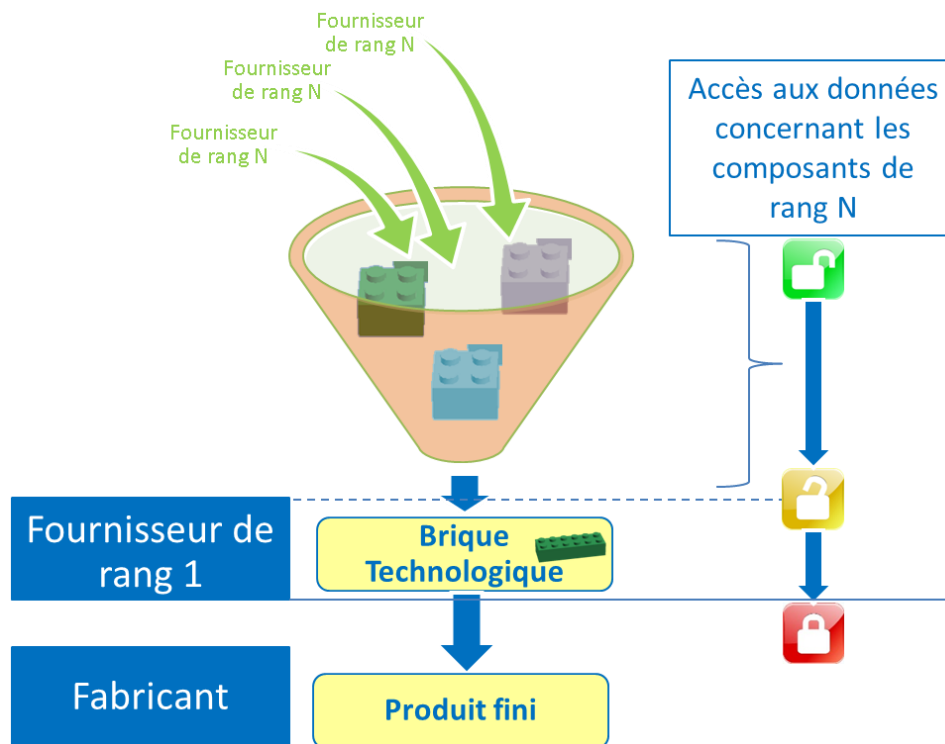 Fournisseur
de rang N
Fournisseur
de rang N
Fournisseur
de rang N
Accès aux données
concernant les
composants de
rang N
Fournisseur de
rang 1
Brique
Technologique
Fabricant
Produit fini